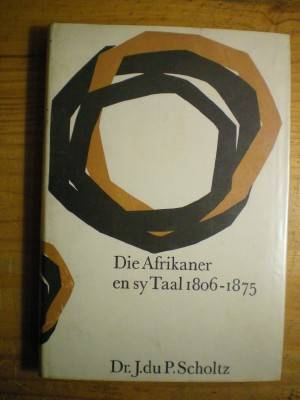 Die Afrikaner
en sy Taal 1806-1875
Dr. J. du P. Scholtz